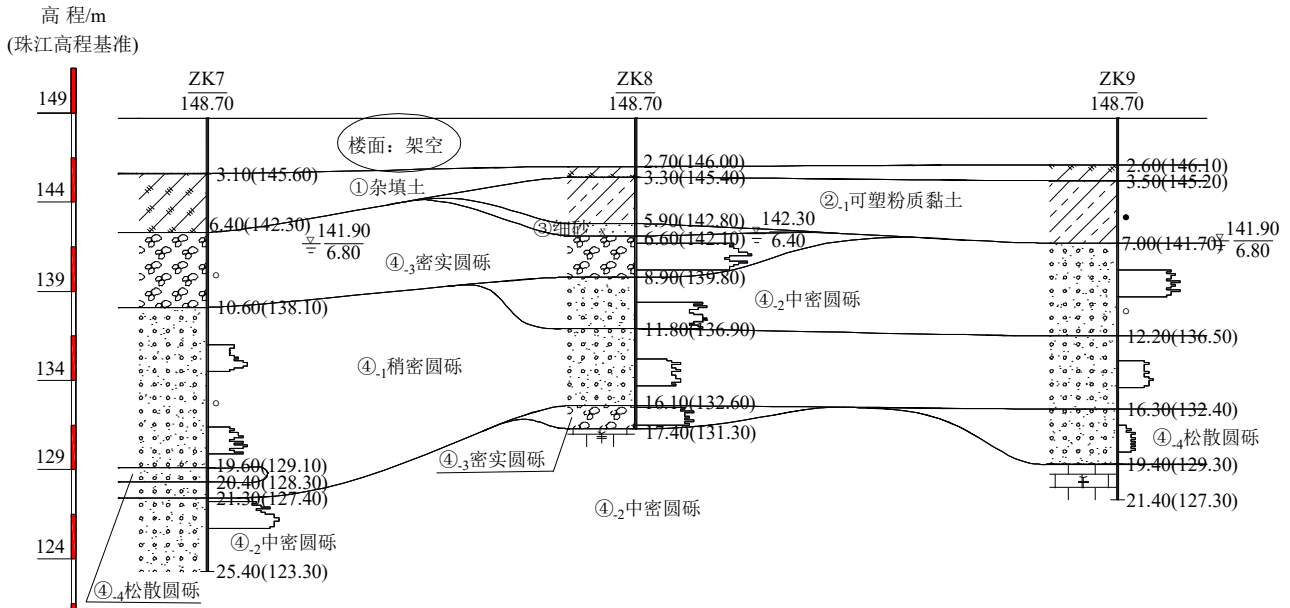 高 程/m
(珠江高程基准)
ZK7
148.70
ZK8
148.70
ZK9
148.70
149
144
139
134
129
124
楼面：架空
3.10(145.60)
①杂填土
2.70(146.00)
3.30(145.40)
②-1可塑粉质黏土
2.60(146.10)
3.50(145.20)
6.40(142.30)
141.90
6.80
③细砂
5.90(142.80)
6.60(142.10)
142.30
6.40
7.00(141.70)
141.90
6.80
④-3密实圆砾
8.90(139.80)
④-2中密圆砾
10.60(138.10)
11.80(136.90)
12.20(136.50)
④-1稍密圆砾
16.10(132.60)
17.40(131.30)
16.30(132.40)
④-4松散圆砾
④-3密实圆砾
19.60(129.10)
20.40(128.30)
21.30(127.40)
19.40(129.30)
21.40(127.30)
④-2中密圆砾
④-2中密圆砾
25.40(123.30)
④-4松散圆砾